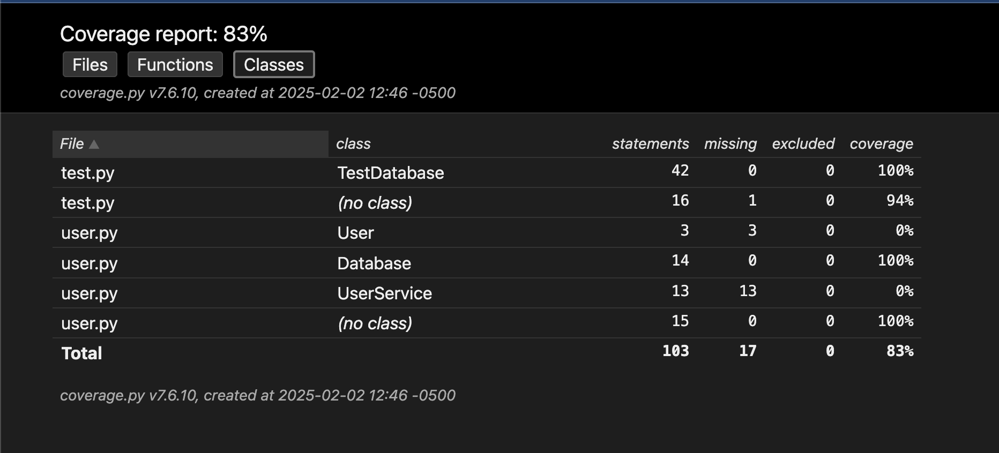 Coverage report: 83%
Files Functions Classes
coverage.py v7.6.10, created at 2025-02-02 12:46 -0500
File ▲ class statements missing excluded coverage
test.py TestDatabase 42 0 0 100%
test.py (no class) 16 1 0 94%
user.py User 3 3 0 0%
user.py Database 14 0 0 100%
user.py UserService 13 13 0 0%
user.py (no class) 15 0 0 100%
Total 103 17 0 83%
coverage.py v7.6.10, created at 2025-02-02 12:46 -0500